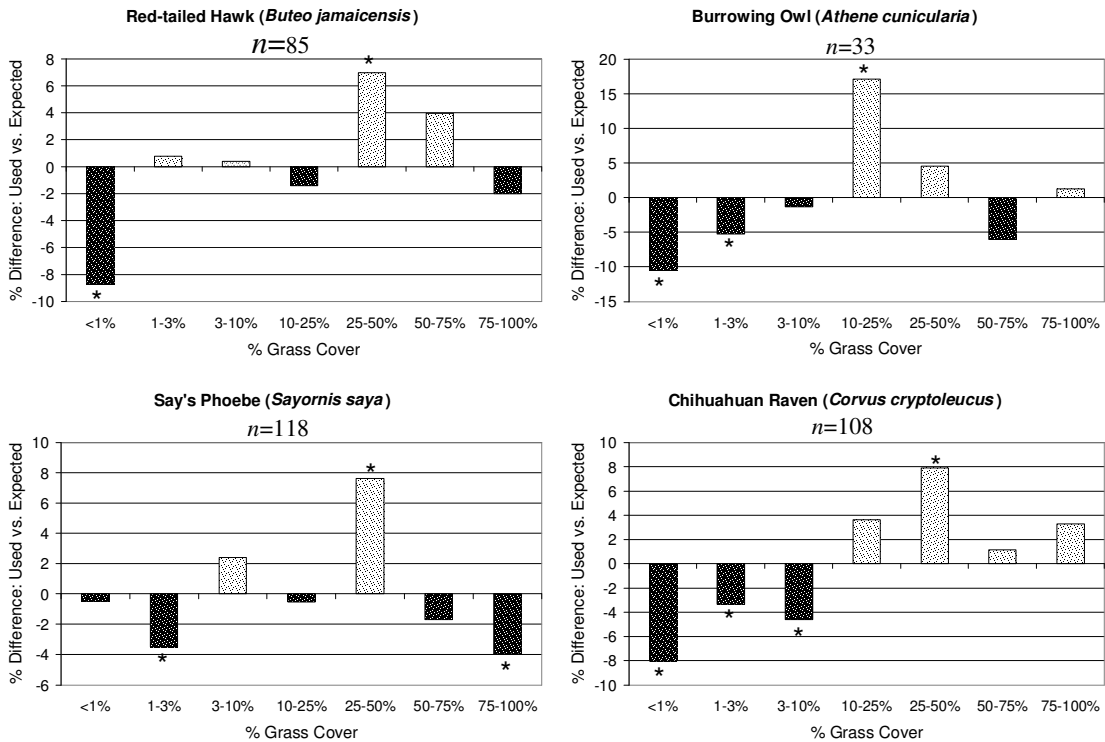 Red-tailed Hawk (Buteo jamaicensis)
n=85
% Difference: Used vs. Expected
8
6
4
2
0
-2
-4
-6
-8
-10
*
*
<1% 1-3% 3-10% 10-25% 25-50% 50-75% 75-100%
% Grass Cover
Burrowing Owl (Athene cunicularia)
n=33
% Difference: Used vs. Expected
20
15
10
5
0
-5
-10
-15
*
*
*
<1% 1-3% 3-10% 10-25% 25-50% 50-75% 75-100%
% Grass Cover
Say's Phoebe (Sayornis saya)
n=118
% Difference: Used vs. Expected
10
8
6
4
2
0
-2
-4
-6
*
*
*
<1% 1-3% 3-10% 10-25% 25-50% 50-75% 75-100%
% Grass Cover
Chihuahuan Raven (Corvus cryptoleucus)
n=108
% Difference: Used vs. Expected
10
8
6
4
2
0
-2
-4
-6
-8
-10
*
*
*
*
<1% 1-3% 3-10% 10-25% 25-50% 50-75% 75-100%
% Grass Cover